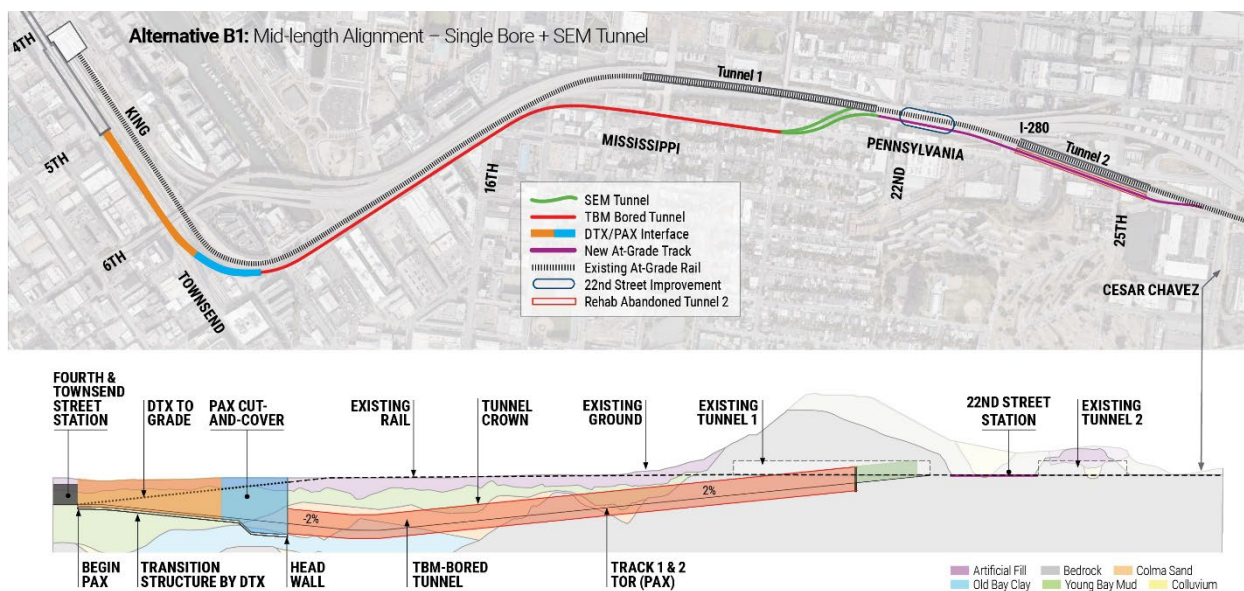 Alternative B1: Mid-length Alignment – Single Bore + SEM Tunnel
4TH
KING
5TH
6TH
TOWNSEND
16TH
Tunnel 1
MISSISSIPPI
PENNSYLVANIA
22ND
I-280
Tunnel 2
25TH
CESAR CHAVEZ
SEM Tunnel
TBM Bored Tunnel
DTX/PAX Interface
New At-Grade Track
Existing At-Grade Rail
22nd Street Improvement
Rehab Abandoned Tunnel 2
FOURTH &
TOWNSEND
STREET
STATION
DTX TO
GRADE
PAX CUT-
AND-COVER
EXISTING
RAIL
TUNNEL
CROWN
EXISTING
GROUND
EXISTING
TUNNEL 1
22ND STREET
STATION
EXISTING
TUNNEL 2
-2%
2%
BEGIN
PAX
TRANSITION
STRUCTURE BY DTX
HEAD
WALL
TBM-BORED
TUNNEL
TRACK 1 & 2
TOR (PAX)
Artificial Fill
Bedrock
Colma Sand
Old Bay Clay
Young Bay Mud
Colluvium